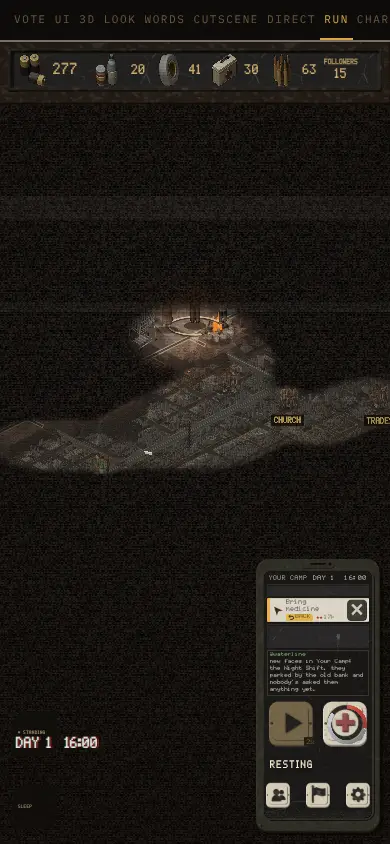 VOTE UI 3D LOOK WORDS CUTSCENE DIRECT RUN CHAR
277 20 41 30 63 FOLLOWERS 15
CHURCH
TRADE
YOUR CAMP DAY 1 16:00
Bring
medicine
BACK
@waterline
new faces in Your Camp?
the Night Shift. they
parked by the old bank and
nobody's asked them
anything yet.
RESTING
STANDING
DAY 1 16:00
SLEEP